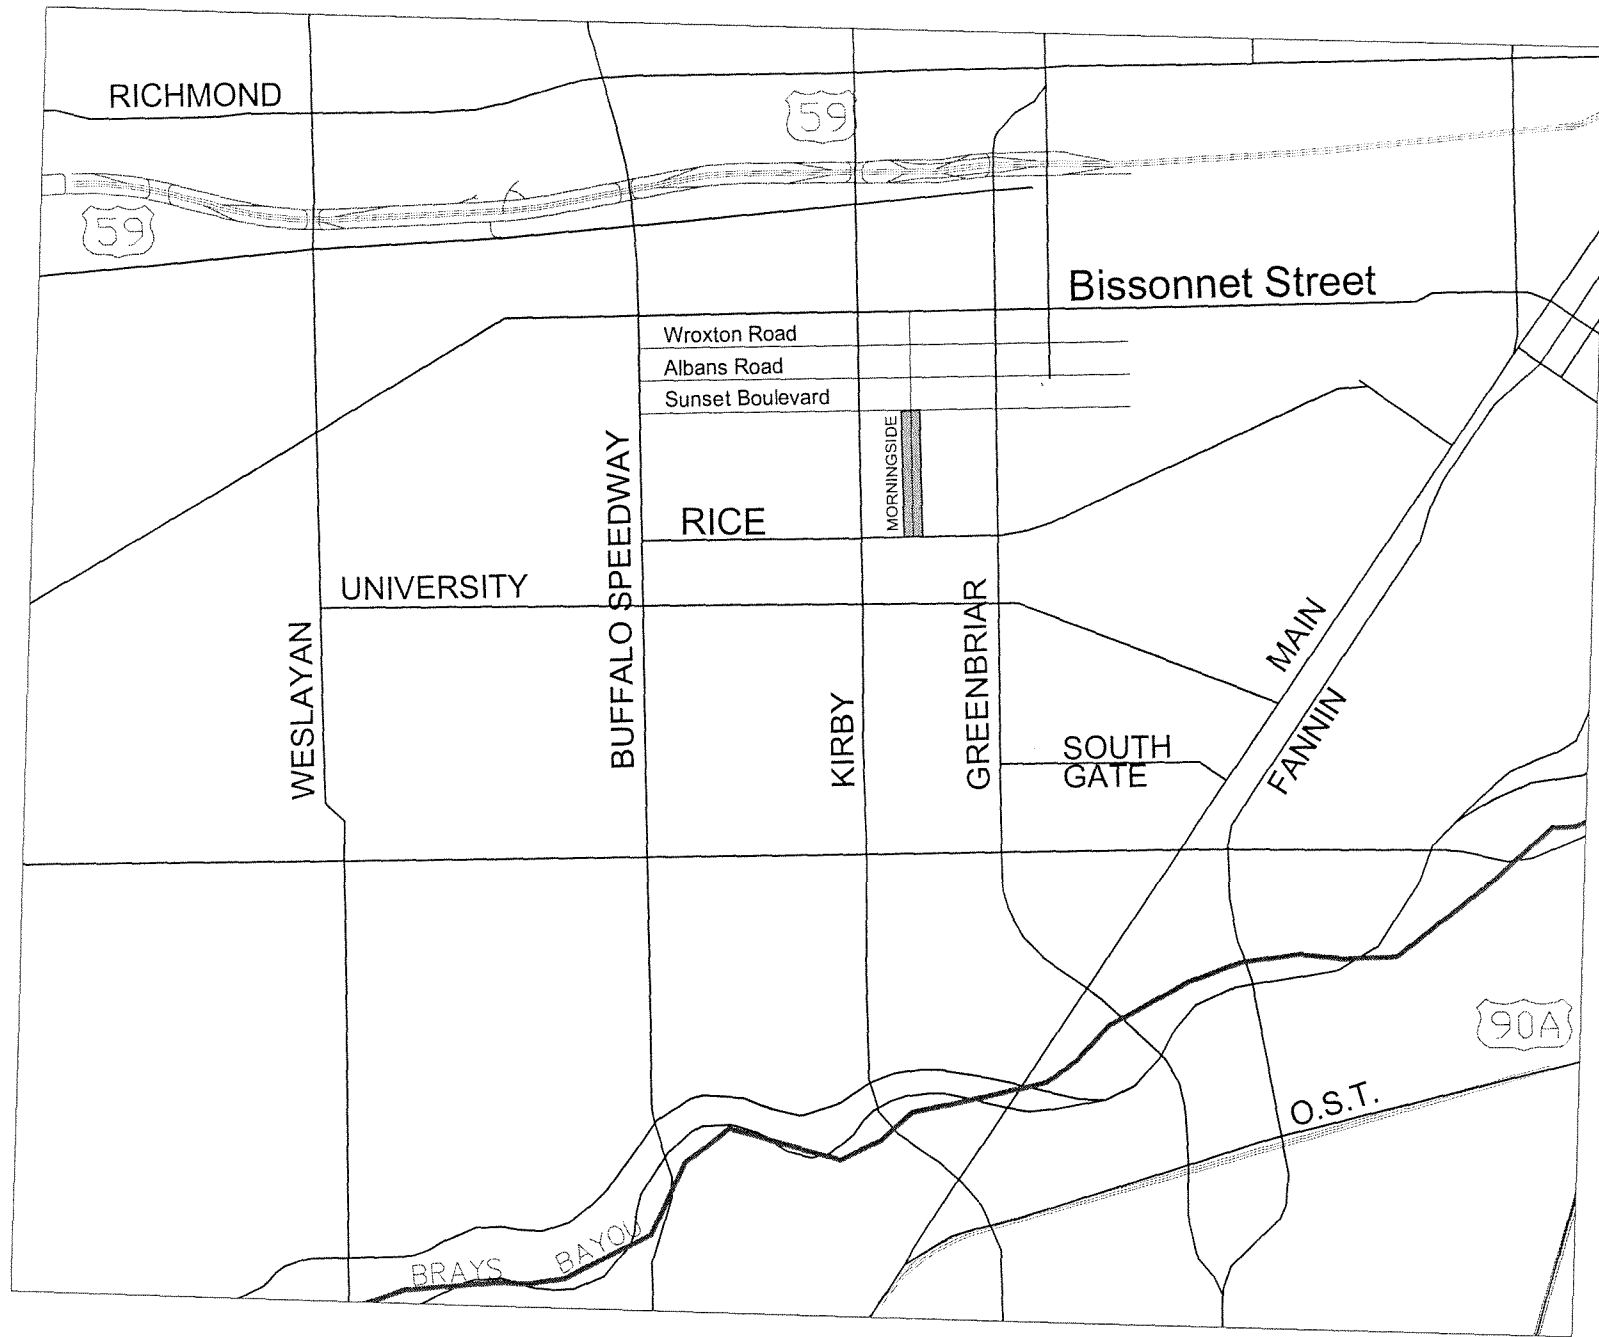 RICHMOND
59
59
Bissonnet Street
Wroxton Road
Albans Road
Sunset Boulevard
MORNINGSIDE
RICE
UNIVERSITY
WESLAYAN
BUFFALO SPEEDWAY
KIRBY
GREENBRIAR
MAIN
FANNIN
SOUTH
GATE
90A
O.S.T.
BRAYS BAYOU